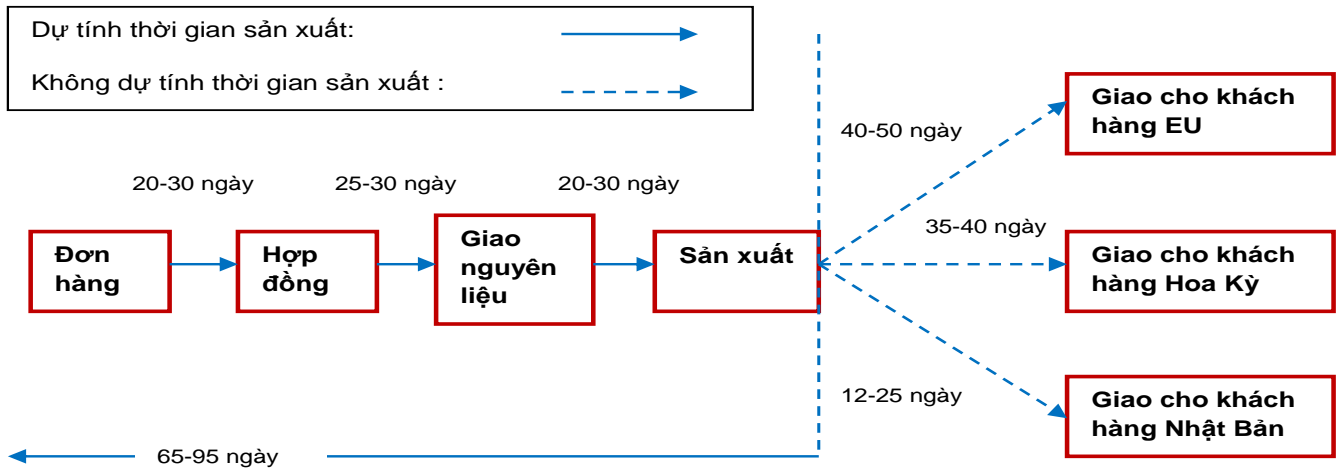 Dự tính thời gian sản xuất:
Không dự tính thời gian sản xuất :
20-30 ngày
25-30 ngày
20-30 ngày
40-50 ngày
35-40 ngày
12-25 ngày
Đơn
hàng
Hợp
đồng
Giao
nguyên
liệu
Sản xuất
Giao cho khách
hàng EU
Giao cho khách
hàng Hoa Kỳ
Giao cho khách
hàng Nhật Bản
65-95 ngày